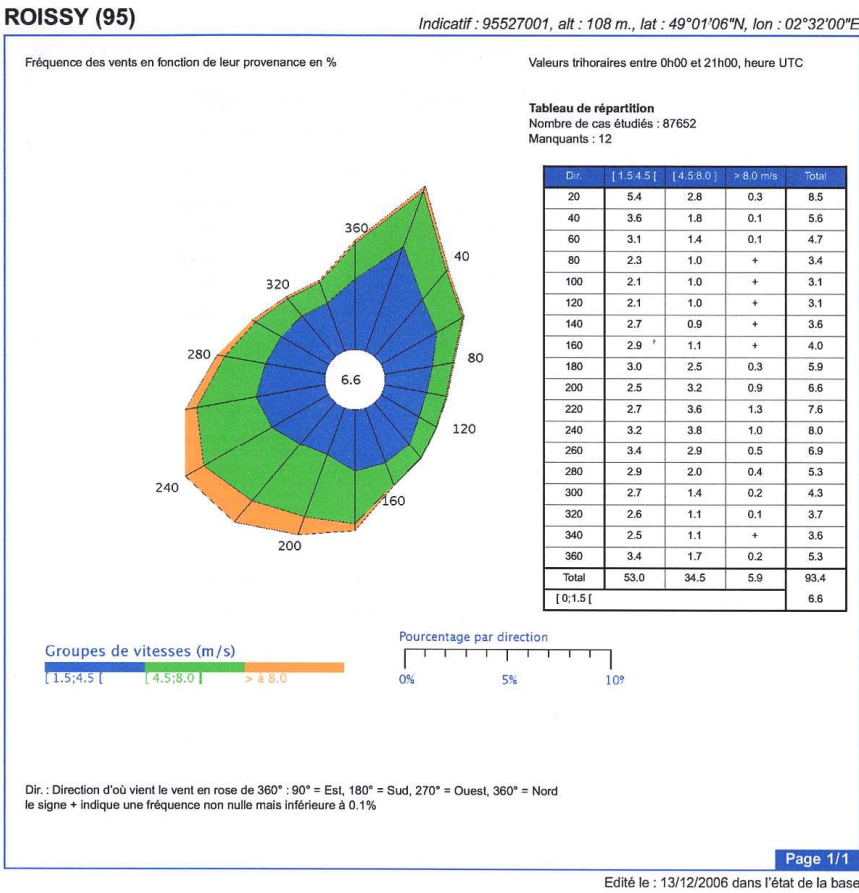 ROISSY (95)
Indicatif : 95527001, alt : 108 m., lat : 49°01'06"N, lon : 02°32'00"E
Fréquence des vents en fonction de leur provenance en %
Valeurs trihoraires entre 0h00 et 21h00, heure UTC
Tableau de répartition
Nombre de cas étudiés : 87652
Manquants : 12
Dir. [ 1.5;4.5 [ [ 4.5;8.0 ] > 8.0 m/s Total
20 5.4 2.8 0.3 8.5
40 3.6 1.8 0.1 5.6
60 3.1 1.4 0.1 4.7
80 2.3 1.0 + 3.4
100 2.1 1.0 + 3.1
120 2.1 1.0 + 3.1
140 2.7 0.9 + 3.6
160 2.9 1.1 + 4.0
180 3.0 2.5 0.3 5.9
200 2.5 3.2 0.9 6.6
220 2.7 3.6 1.3 7.6
240 3.2 3.8 1.0 8.0
260 3.4 2.9 0.5 6.9
280 2.9 2.0 0.4 5.3
300 2.7 1.4 0.2 4.3
320 2.6 1.1 0.1 3.7
340 2.5 1.1 + 3.6
360 3.4 1.7 0.2 5.3
Total 53.0 34.5 5.9 93.4
[ 0;1.5 [ 6.6
360
40
320
280
80
6.6
120
240
160
200
Groupes de vitesses (m/s)
[ 1.5;4.5 [ [ 4.5;8.0 ] > à 8.0
Pourcentage par direction
0% 5% 10%
Dir. : Direction d'où vient le vent en rose de 360° : 90° = Est, 180° = Sud, 270° = Ouest, 360° = Nord
le signe + indique une fréquence non nulle mais inférieure à 0.1%
Page 1/1
Edité le : 13/12/2006 dans l'état de la base